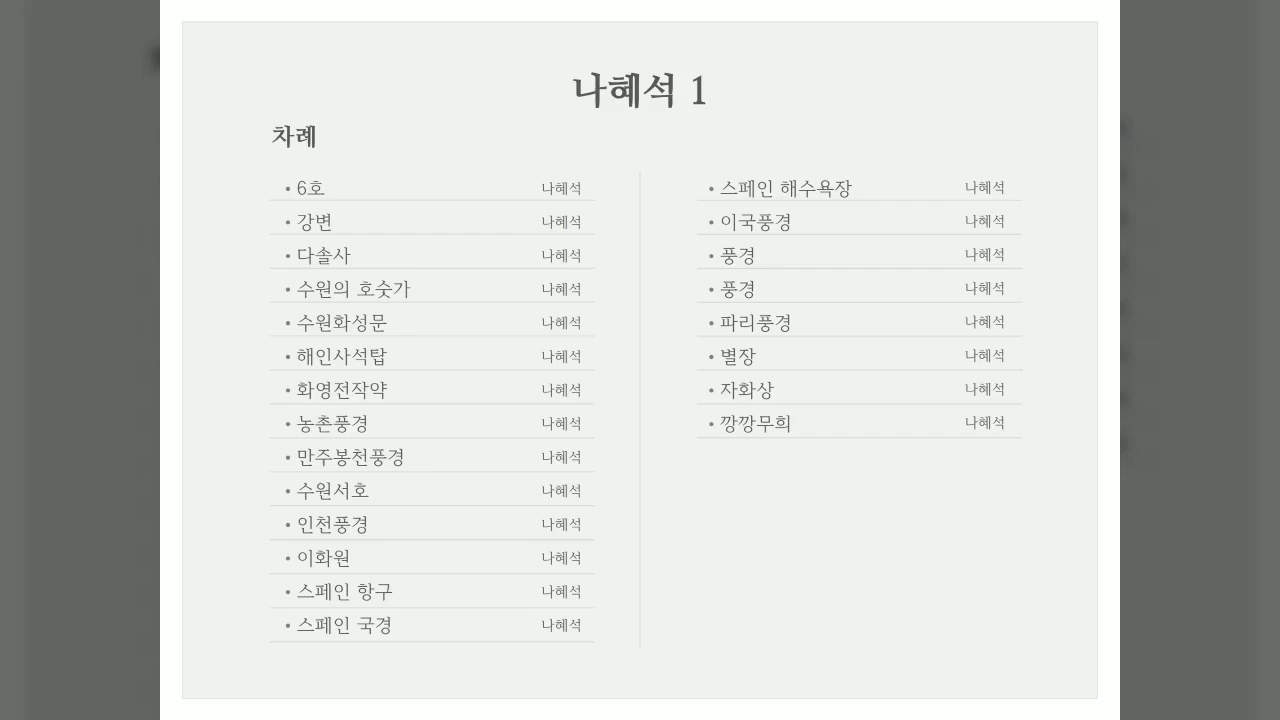 나혜석 1
차례
• 6호 나혜석
• 강변 나혜석
• 다솔사 나혜석
• 수원의 호숫가 나혜석
• 수원화성문 나혜석
• 해인사석탑 나혜석
• 화영전작약 나혜석
• 농촌풍경 나혜석
• 만주봉천풍경 나혜석
• 수원서호 나혜석
• 인천풍경 나혜석
• 이화원 나혜석
• 스페인 항구 나혜석
• 스페인 국경 나혜석
• 스페인 해수욕장 나혜석
• 이국풍경 나혜석
• 풍경 나혜석
• 풍경 나혜석
• 파리풍경 나혜석
• 별장 나혜석
• 자화상 나혜석
• 깡깡무희 나혜석